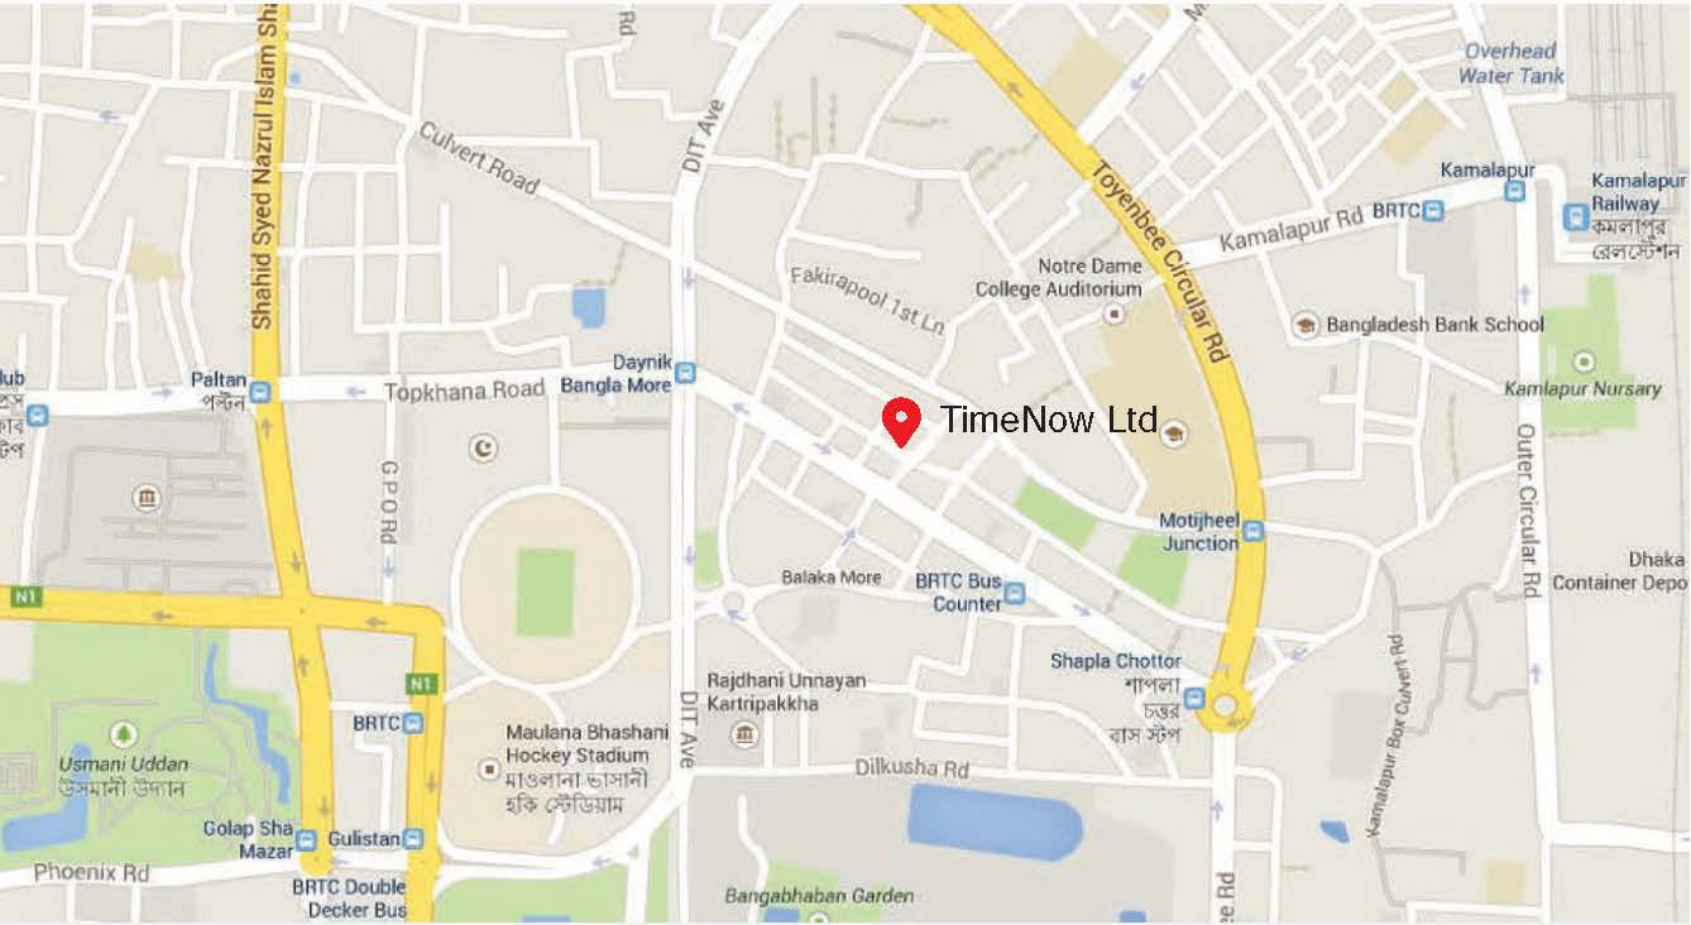 Rd
Shahid Syed Nazrul Islam Sha
Culvert Road
DIT Ave
Overhead
Water Tank
Toyenbee Circular Rd
Kamalapur
Kamalapur Rd
BRTC
Kamalapur
Railway
কমলাপুর
রেলস্টেশন
Notre Dame
College Auditorium
Fakirapool 1st Ln
Bangladesh Bank School
Daynik
Bangla More
Paltan
পল্টন
Topkhana Road
Kamlapur Nursary
TimeNow Ltd
G P O Rd
Outer Circular Rd
Motijheel
Junction
Dhaka
Container Depo
N1
Balaka More
BRTC Bus
Counter
Shapla Chottor
শাপলা
চত্তর
বাস স্টপ
N1
BRTC
Rajdhani Unnayan
Kartripakkha
DIT Ave
Maulana Bhashani
Hockey Stadium
মাওলানা ভাসানী
হকি স্টেডিয়াম
Kamalapur Box Culvert Rd
Usmani Uddan
উসমানী উদ্যান
Dilkusha Rd
Golap Sha
Mazar
Gulistan
Phoenix Rd
BRTC Double
Decker Bus
Bangabhaban Garden
ee Rd